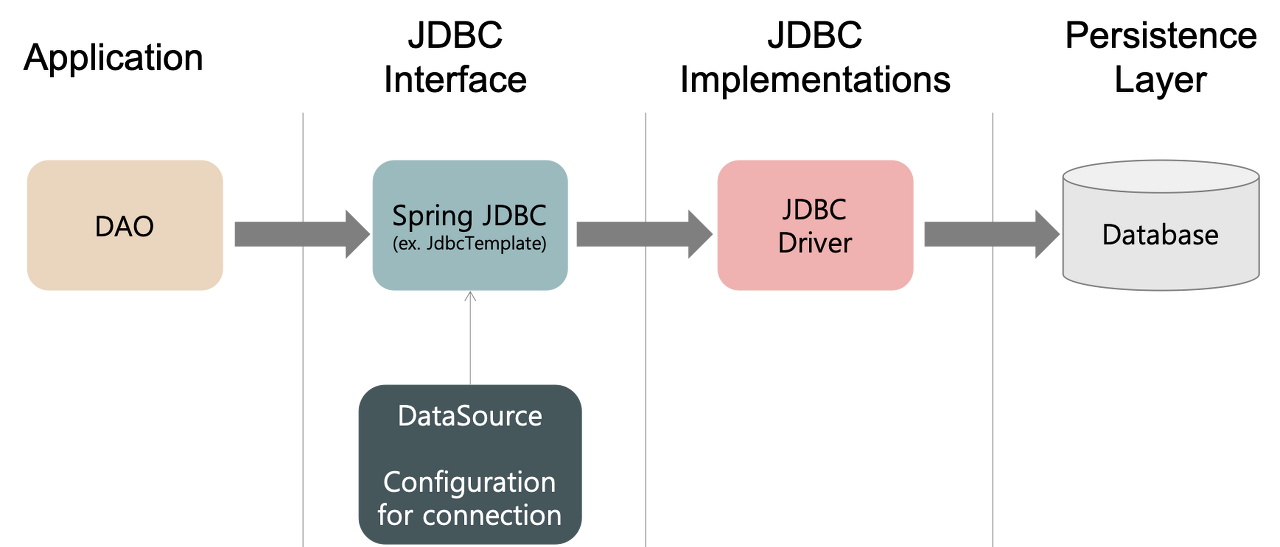 Application
JDBC
Interface
JDBC
Implementations
Persistence
Layer
DAO
Spring JDBC
(ex. JdbcTemplate)
JDBC
Driver
Database
DataSource
Configuration
for connection